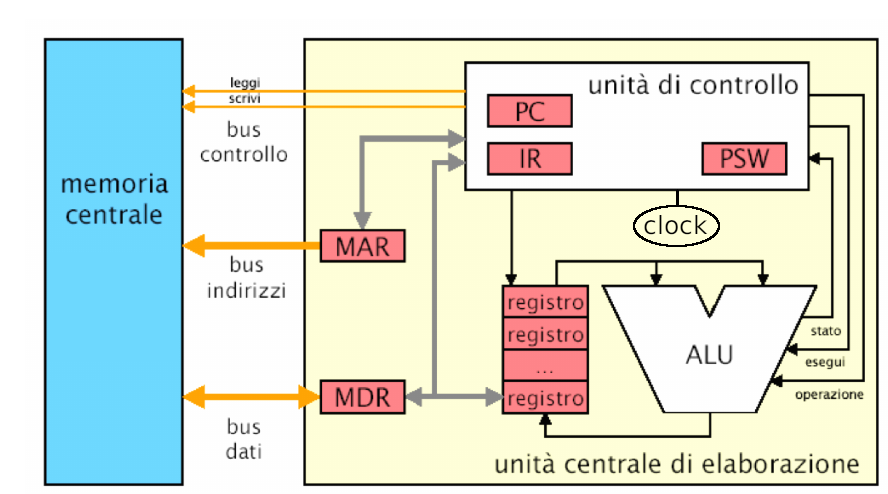 memoria
centrale
leggi
scrivi
bus
controllo
bus
indirizzi
bus
dati
unità di controllo
PC
IR
PSW
clock
MAR
MDR
registro
registro
...
registro
ALU
stato
esegui
operazione
unità centrale di elaborazione